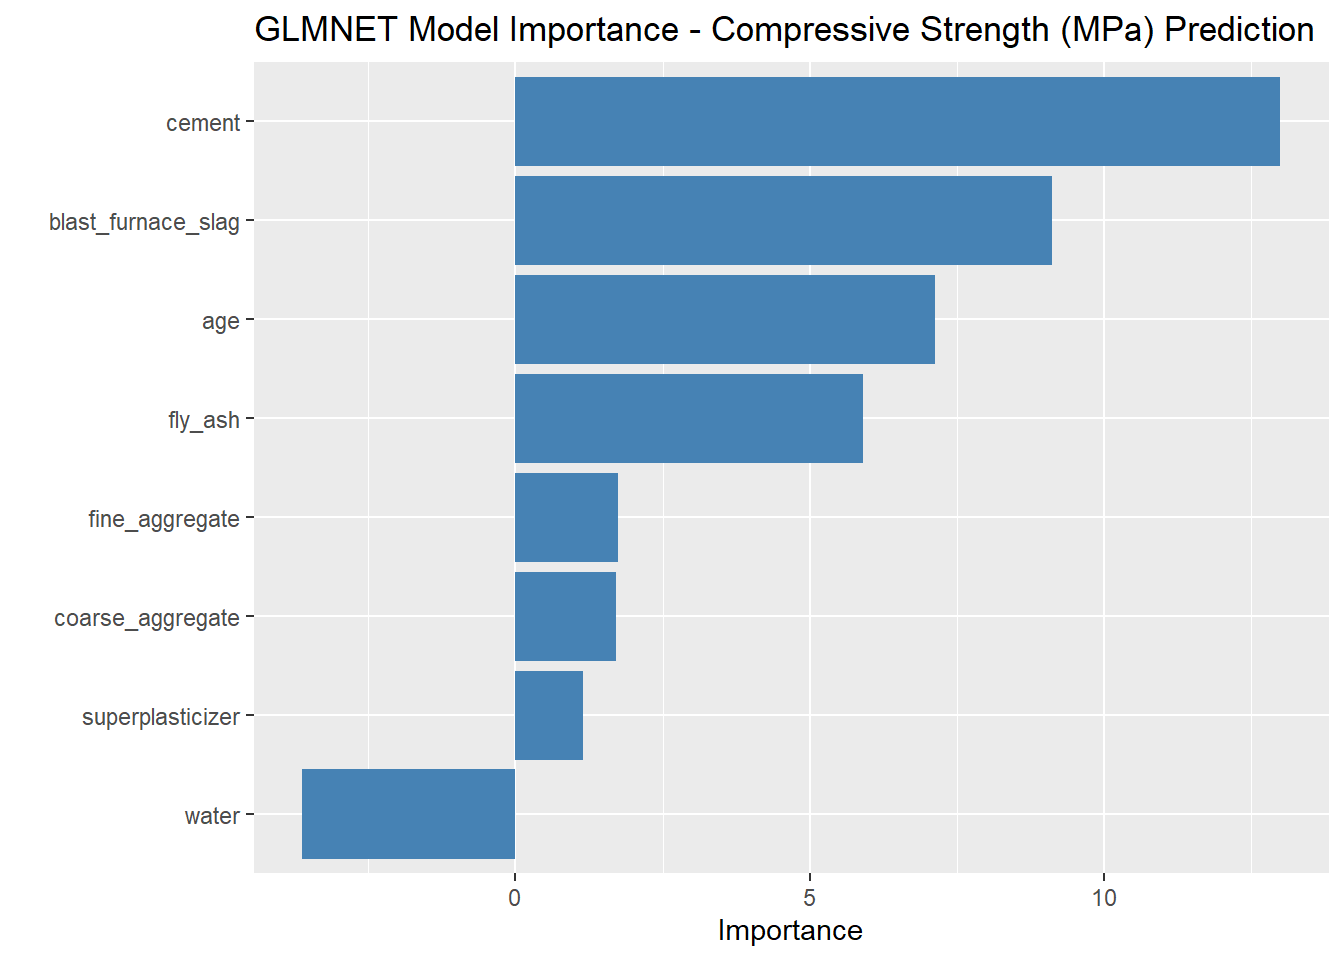 GLMNET Model Importance - Compressive Strength (MPa) Prediction
cement
blast_furnace_slag
age
fly_ash
fine_aggregate
coarse_aggregate
superplasticizer
water
0 5 10
Importance